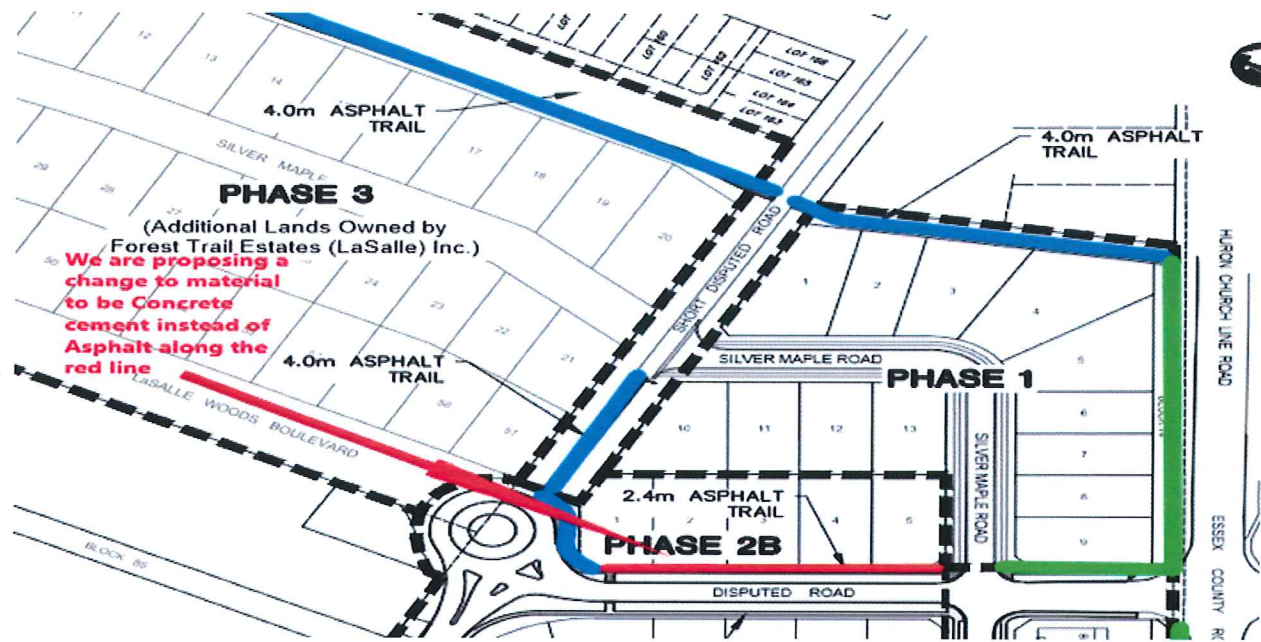 11
12
13
14
4.0m ASPHALT
TRAIL
LOT 160
LOT 162
LOT 166
LOT 165
LOT 164
LOT 163
4.0m ASPHALT
TRAIL
SILVER MAPLE
17
18
19
20
29
28
27
PHASE 3
(Additional Lands Owned by
Forest Trail Estates (LaSalle) Inc.)
We are proposing a
change to material
to be Concrete
cement instead of
Asphalt along the
red line
50
24
23
22
21
4.0m ASPHALT
TRAIL
56
57
LaSALLE WOODS BOULEVARD
SHORT DISPUTED ROAD
1
2
3
4
5
6
7
8
9
SILVER MAPLE ROAD
PHASE 1
10
11
12
13
SILVER MAPLE ROAD
HURON CHURCH LINE ROAD
ESSEX COUNTY
2.4m ASPHALT
TRAIL
1
2
3
4
5
PHASE 2B
DISPUTED ROAD